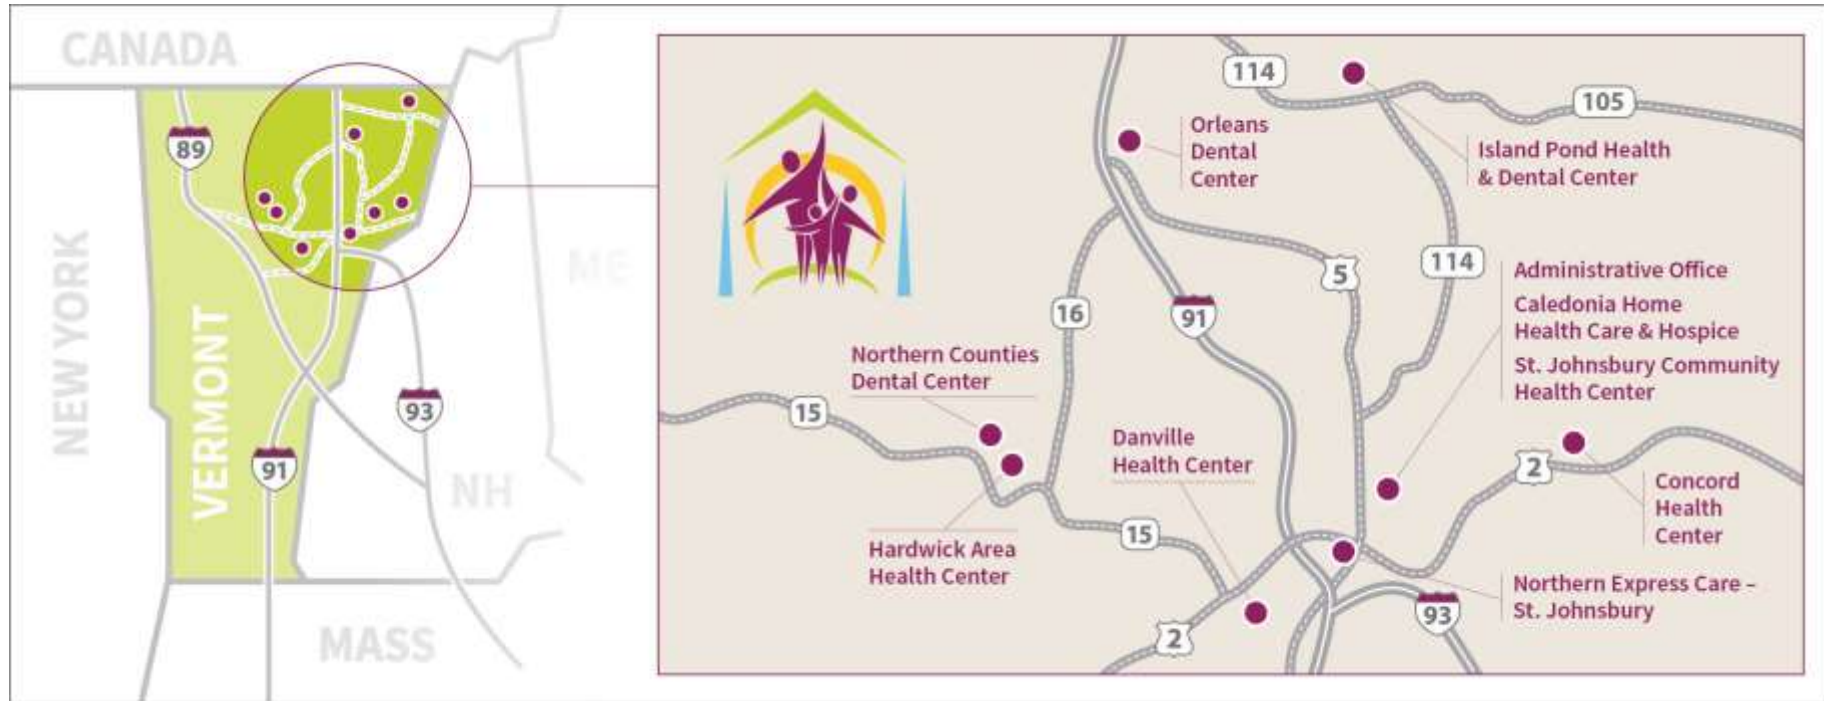 CANADA
89
NEW YORK
VERMONT
ME
93
91
NH
MASS
114
105
Orleans
Dental
Center
Island Pond Health
& Dental Center
5
114
Administrative Office
Caledonia Home
Health Care & Hospice
St. Johnsbury Community
Health Center
16
91
Northern Counties
Dental Center
15
Danville
Health Center
2
Concord
Health
Center
Hardwick Area
Health Center
15
Northern Express Care –
St. Johnsbury
93
2